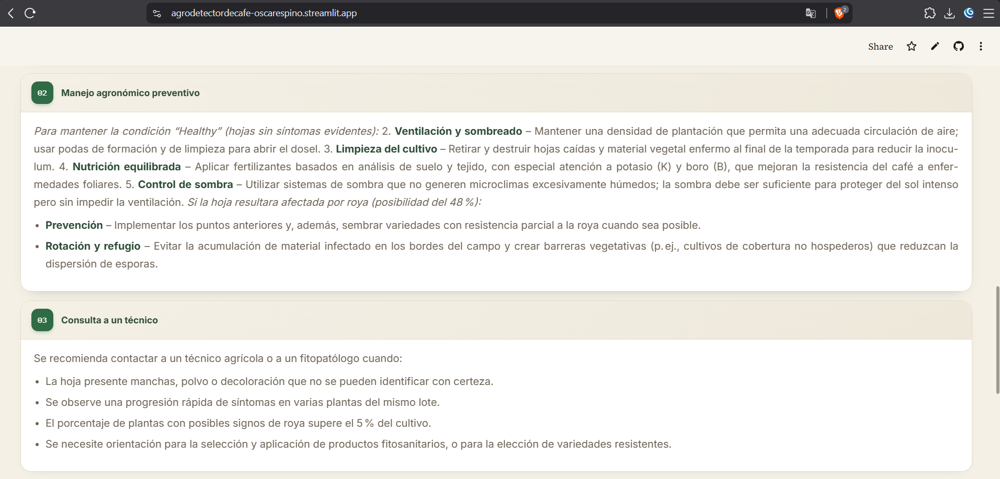 agrodetectordecafe-oscarespino.streamlit.app
2
Share
02
Manejo agronómico preventivo
Para mantener la condición “Healthy” (hojas sin síntomas evidentes): 2. Ventilación y sombreado – Mantener una densidad de plantación que permita una adecuada circulación de aire;
usar podas de formación y de limpieza para abrir el dosel. 3. Limpieza del cultivo – Retirar y destruir hojas caídas y material vegetal enfermo al final de la temporada para reducir la inocu-
lum. 4. Nutrición equilibrada – Aplicar fertilizantes basados en análisis de suelo y tejido, con especial atención a potasio (K) y boro (B), que mejoran la resistencia del café a enfer-
medades foliares. 5. Control de sombra – Utilizar sistemas de sombra que no generen microclimas excesivamente húmedos; la sombra debe ser suficiente para proteger del sol intenso
pero sin impedir la ventilación. Si la hoja resultara afectada por roya (posibilidad del 48 %):
• Prevención – Implementar los puntos anteriores y, además, sembrar variedades con resistencia parcial a la roya cuando sea posible.
• Rotación y refugio – Evitar la acumulación de material infectado en los bordes del campo y crear barreras vegetativas (p. ej., cultivos de cobertura no hospederos) que reduzcan la
dispersión de esporas.
03
Consulta a un técnico
Se recomienda contactar a un técnico agrícola o a un fitopatólogo cuando:
• La hoja presente manchas, polvo o decoloración que no se pueden identificar con certeza.
• Se observe una progresión rápida de síntomas en varias plantas del mismo lote.
• El porcentaje de plantas con posibles signos de roya supere el 5 % del cultivo.
• Se necesite orientación para la selección y aplicación de productos fitosanitarios, o para la elección de variedades resistentes.